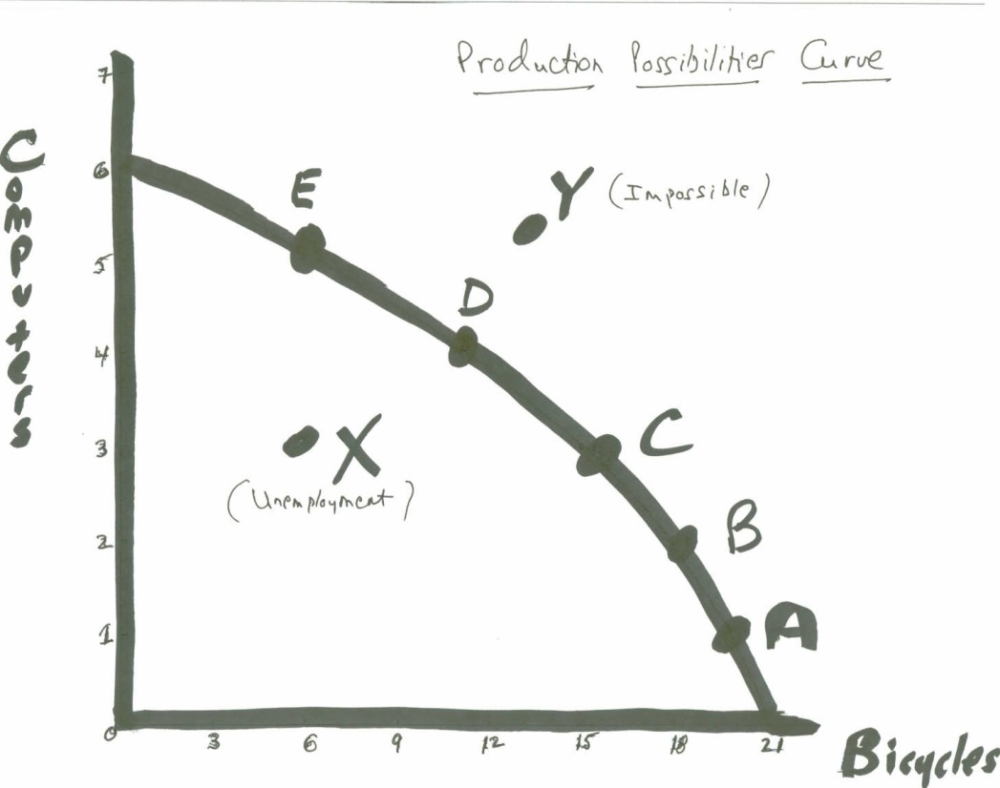 Production Possibilities Curve
Computers
7
6
5
4
3
2
1
0
E
Y (Impossible)
D
X
(Unemployment)
C
B
A
3 6 9 12 15 18 21
Bicycles